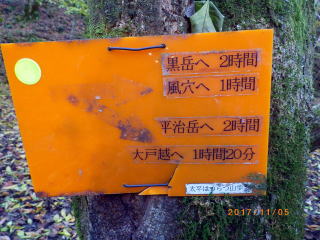 黒岳へ 2時間
風穴へ 1時間
平治岳へ 2時間
大戸越へ 1時間20分
2017/11/05